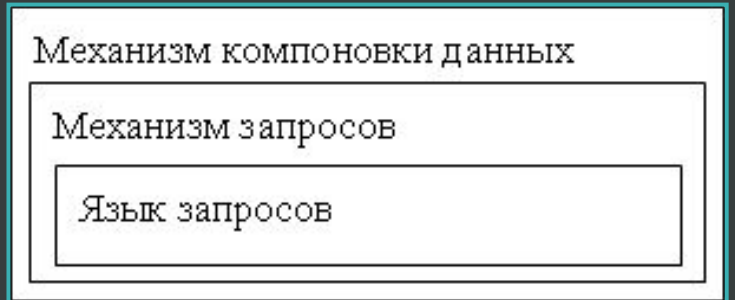 Механизм компоновки данных
Механизм запросов
Язык запросов